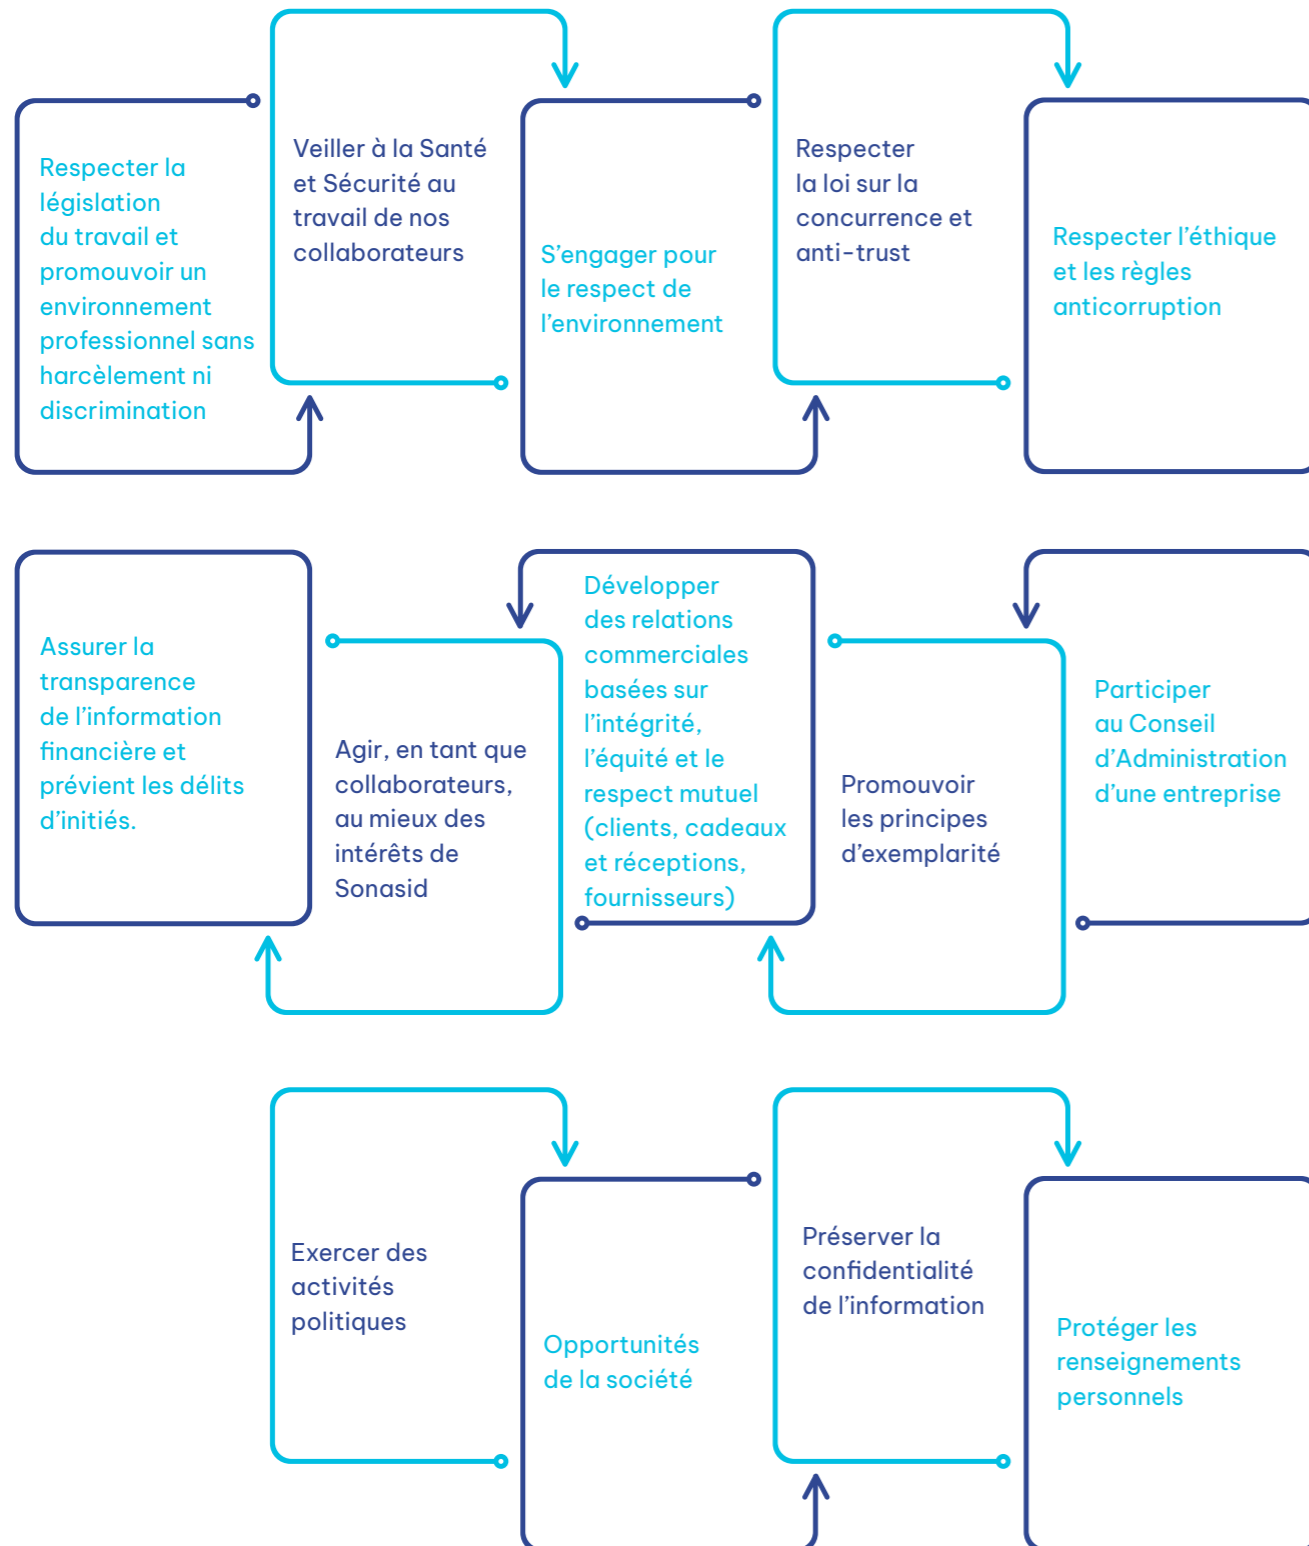 Respecter la
législation
du travail et
promouvoir un
environnement
professionnel sans
harcèlement ni
discrimination
Veiller à la Santé
et Sécurité au
travail de nos
collaborateurs
S’engager pour
le respect de
l’environnement
Respecter
la loi sur la
concurrence et
anti-trust
Respecter l’éthique
et les règles
anticorruption
Assurer la
transparence
de l’information
financière et
prévient les délits
d’initiés.
Agir, en tant que
collaborateurs,
au mieux des
intérêts de
Sonasid
Développer
des relations
commerciales
basées sur
l’intégrité,
l’équité et le
respect mutuel
(clients, cadeaux
et réceptions,
fournisseurs)
Promouvoir
les principes
d’exemplarité
Participer
au Conseil
d’Administration
d’une entreprise
Exercer des
activités
politiques
Opportunités
de la société
Préserver la
confidentialité
de l’information
Protéger les
renseignements
personnels